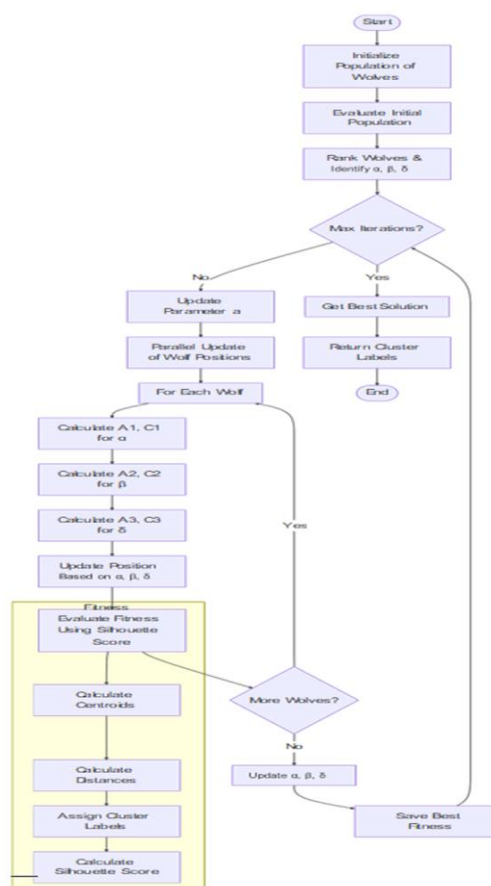 Start
Initialize
Population of
Wolves
Evaluate Initial
Population
Rank Wolves &
Identify α, β, δ
Max Iterations?
No
Yes
Update
Parameter a
Get Best Solution
Parallel Update
of Wolf Positions
Return Cluster
Labels
For Each Wolf
End
Calculate A1, C1
for α
Calculate A2, C2
for β
Calculate A3, C3
for δ
Yes
Update Position
Based on α, β, δ
Fitness
Evaluate Fitness
Using Silhouette
Score
Calculate
Centroids
More Wolves?
No
Calculate
Distances
Update α, β, δ
Assign Cluster
Labels
Save Best
Fitness
Calculate
Silhouette Score